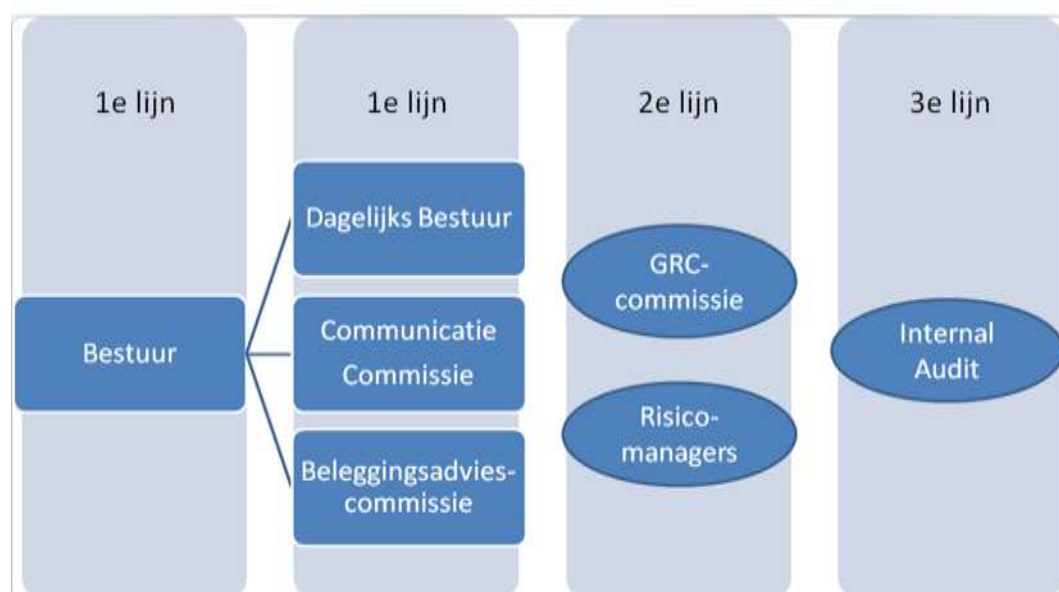 1e lijn
1e lijn
2e lijn
3e lijn
Bestuur
Dagelijks Bestuur
Communicatie
Commissie
Beleggingsadvies-
commissie
GRC-
commissie
Risico-
managers
Internal
Audit